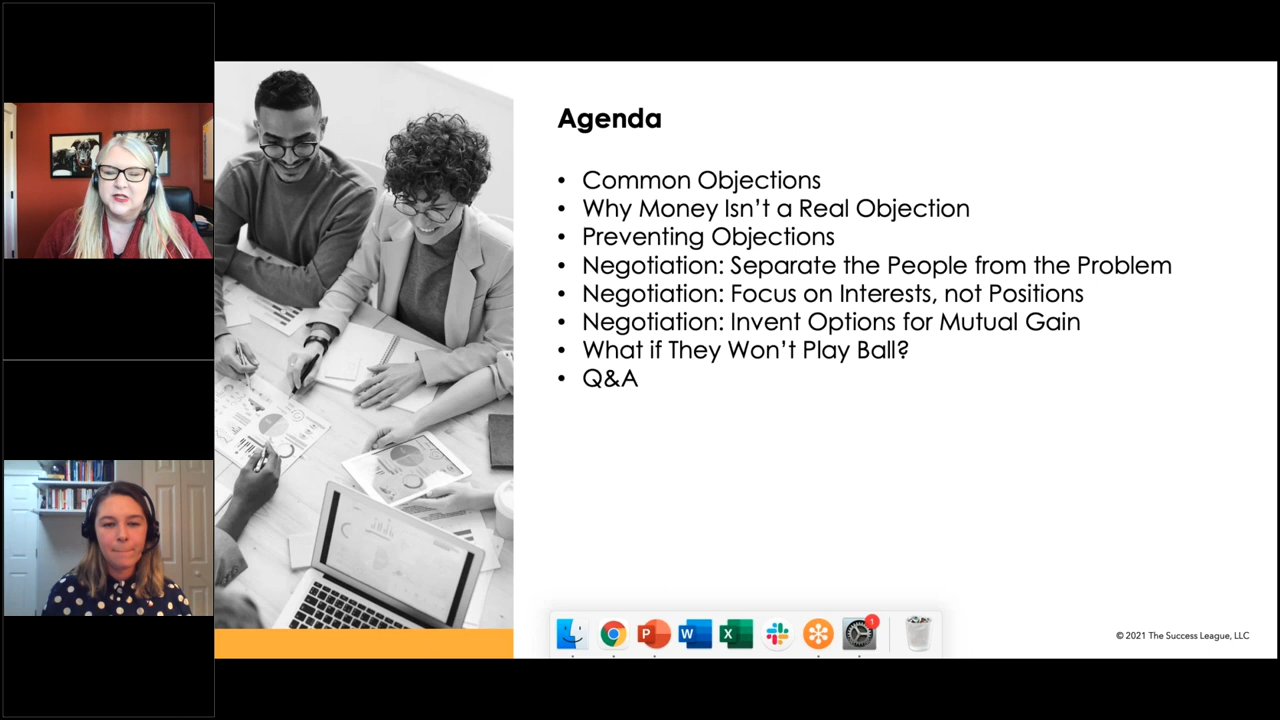 Agenda
• Common Objections
• Why Money Isn’t a Real Objection
• Preventing Objections
• Negotiation: Separate the People from the Problem
• Negotiation: Focus on Interests, not Positions
• Negotiation: Invent Options for Mutual Gain
• What if They Won’t Play Ball?
• Q&A
P
W
X
1
© 2021 The Success League, LLC